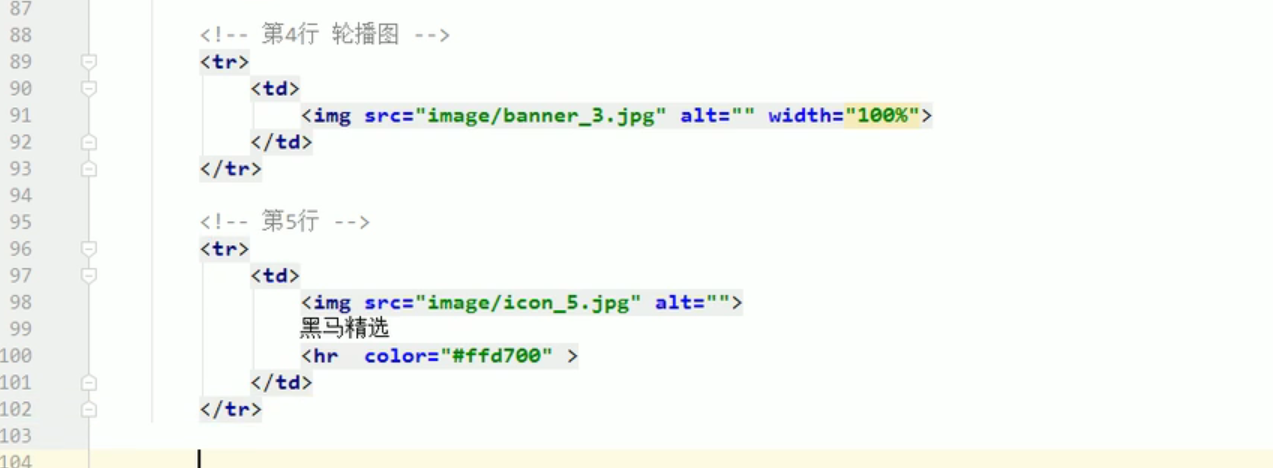 87
88 <!-- 第4行 轮播图 -->
89 <tr>
90 <td>
91 <img src="image/banner_3.jpg" alt="" width="100%">
92 </td>
93 </tr>
94
95 <!-- 第5行 -->
96 <tr>
97 <td>
98 <img src="image/icon_5.jpg" alt="">
99 黑马精选
100 <hr  color="#ffd700" >
101 </td>
102 </tr>
103
104